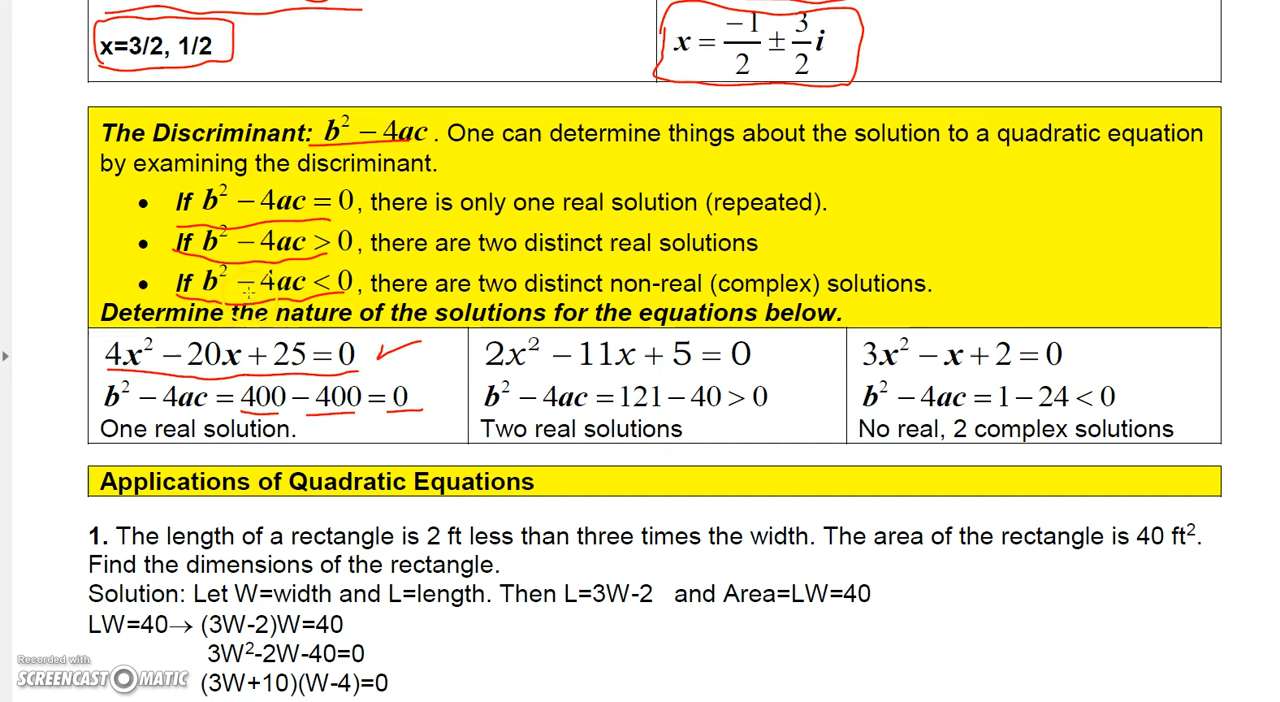 x=3/2, 1/2
x = -1/2 ± 3/2 i
The Discriminant: b² − 4ac . One can determine things about the solution to a quadratic equation
by examining the discriminant.
• If b² − 4ac = 0, there is only one real solution (repeated).
• If b² − 4ac > 0, there are two distinct real solutions
• If b² − 4ac < 0, there are two distinct non-real (complex) solutions.
Determine the nature of the solutions for the equations below.
4x² − 20x + 25 = 0
b² − 4ac = 400 − 400 = 0
One real solution.
2x² − 11x + 5 = 0
b² − 4ac = 121 − 40 > 0
Two real solutions
3x² − x + 2 = 0
b² − 4ac = 1 − 24 < 0
No real, 2 complex solutions
Applications of Quadratic Equations
1. The length of a rectangle is 2 ft less than three times the width. The area of the rectangle is 40 ft².
Find the dimensions of the rectangle.
Solution: Let W=width and L=length. Then L=3W-2 and Area=LW=40
LW=40→ (3W-2)W=40
3W²-2W-40=0
(3W+10)(W-4)=0
Recorded with
SCREENCAST-O-MATIC